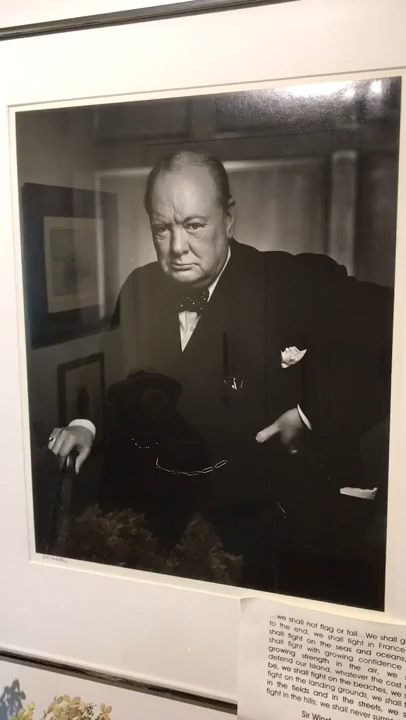 ...we shall not flag or fail...We shall g
to the end, we shall fight in France
shall fight on the seas and oceans,
shall fight with growing confidence
growing strength in the air, we
defend our Island, whatever the cost
be, we shall fight on the beaches, we s
fight on the landing grounds, we shall f
in the fields and in the streets, we s
fight in the hills; we shall never surren
Sir Winst